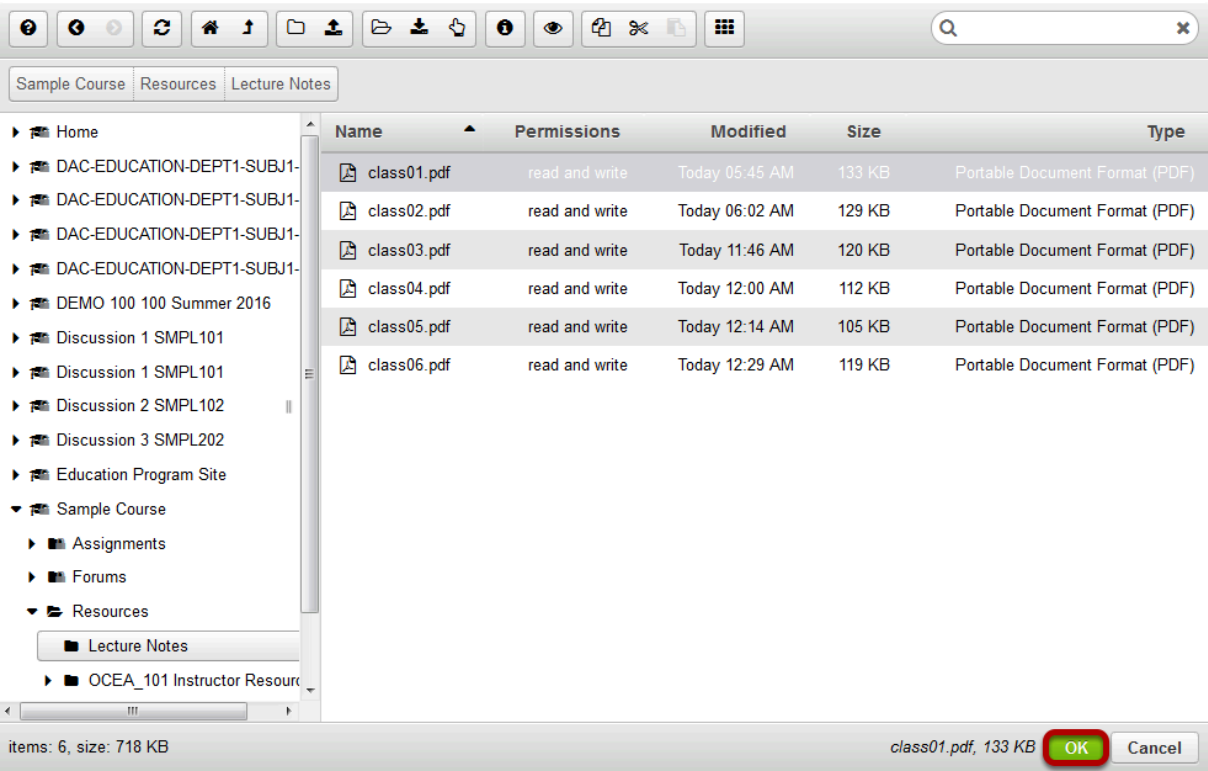 Sample Course Resources Lecture Notes
Home
DAC-EDUCATION-DEPT1-SUBJ1-
DAC-EDUCATION-DEPT1-SUBJ1-
DAC-EDUCATION-DEPT1-SUBJ1-
DAC-EDUCATION-DEPT1-SUBJ1-
DEMO 100 100 Summer 2016
Discussion 1 SMPL101
Discussion 1 SMPL101
Discussion 2 SMPL102
Discussion 3 SMPL202
Education Program Site
Sample Course
Assignments
Forums
Resources
Lecture Notes
OCEA_101 Instructor Resourc
Name Permissions Modified Size Type
class01.pdf read and write Today 05:45 AM 133 KB Portable Document Format (PDF)
class02.pdf read and write Today 06:02 AM 129 KB Portable Document Format (PDF)
class03.pdf read and write Today 11:46 AM 120 KB Portable Document Format (PDF)
class04.pdf read and write Today 12:00 AM 112 KB Portable Document Format (PDF)
class05.pdf read and write Today 12:14 AM 105 KB Portable Document Format (PDF)
class06.pdf read and write Today 12:29 AM 119 KB Portable Document Format (PDF)
items: 6, size: 718 KB class01.pdf, 133 KB OK Cancel